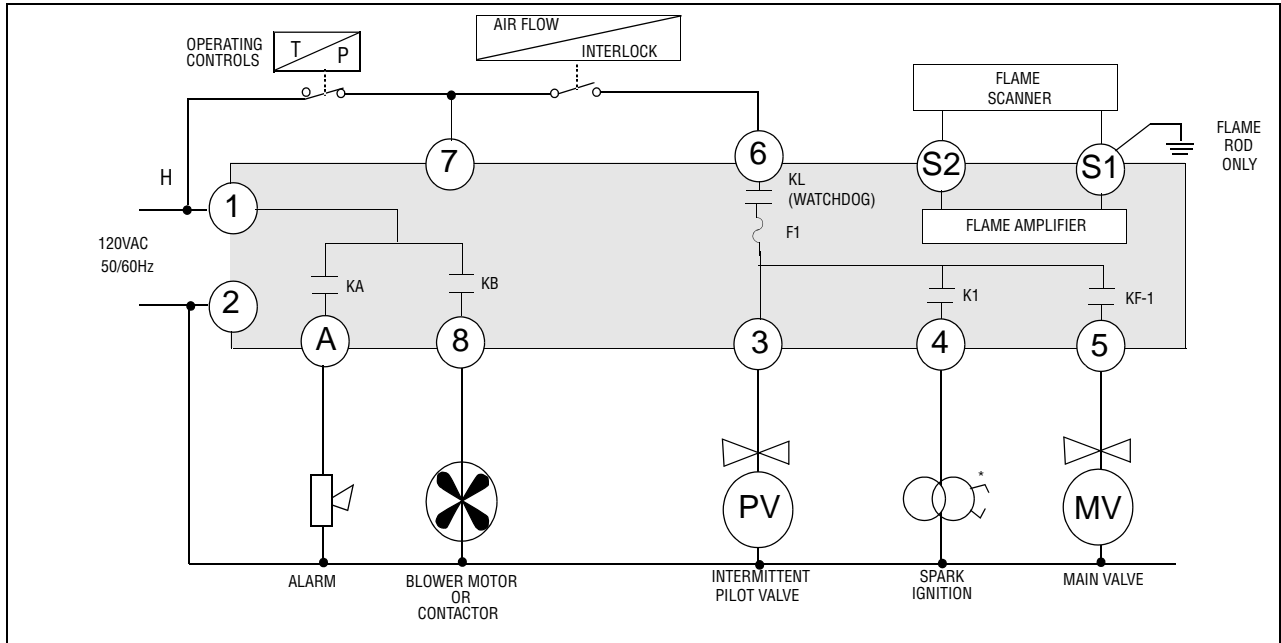 OPERATING
CONTROLS
T
P
AIR FLOW
INTERLOCK
FLAME
SCANNER
FLAME
ROD
ONLY
H
7
6
S2
S1
KL
(WATCHDOG)
1
F1
FLAME AMPLIFIER
120VAC
50/60Hz
2
KA
KB
K1
KF-1
A
8
3
4
5
PV
*
MV
ALARM
BLOWER MOTOR
OR
CONTACTOR
INTERMITTENT
PILOT VALVE
SPARK
IGNITION
MAIN VALVE